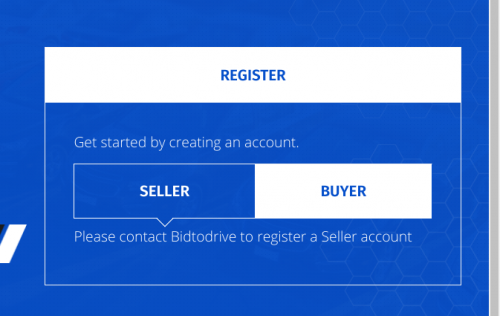 REGISTER
Get started by creating an account.
SELLER
BUYER
Please contact Bidtodrive to register a Seller account